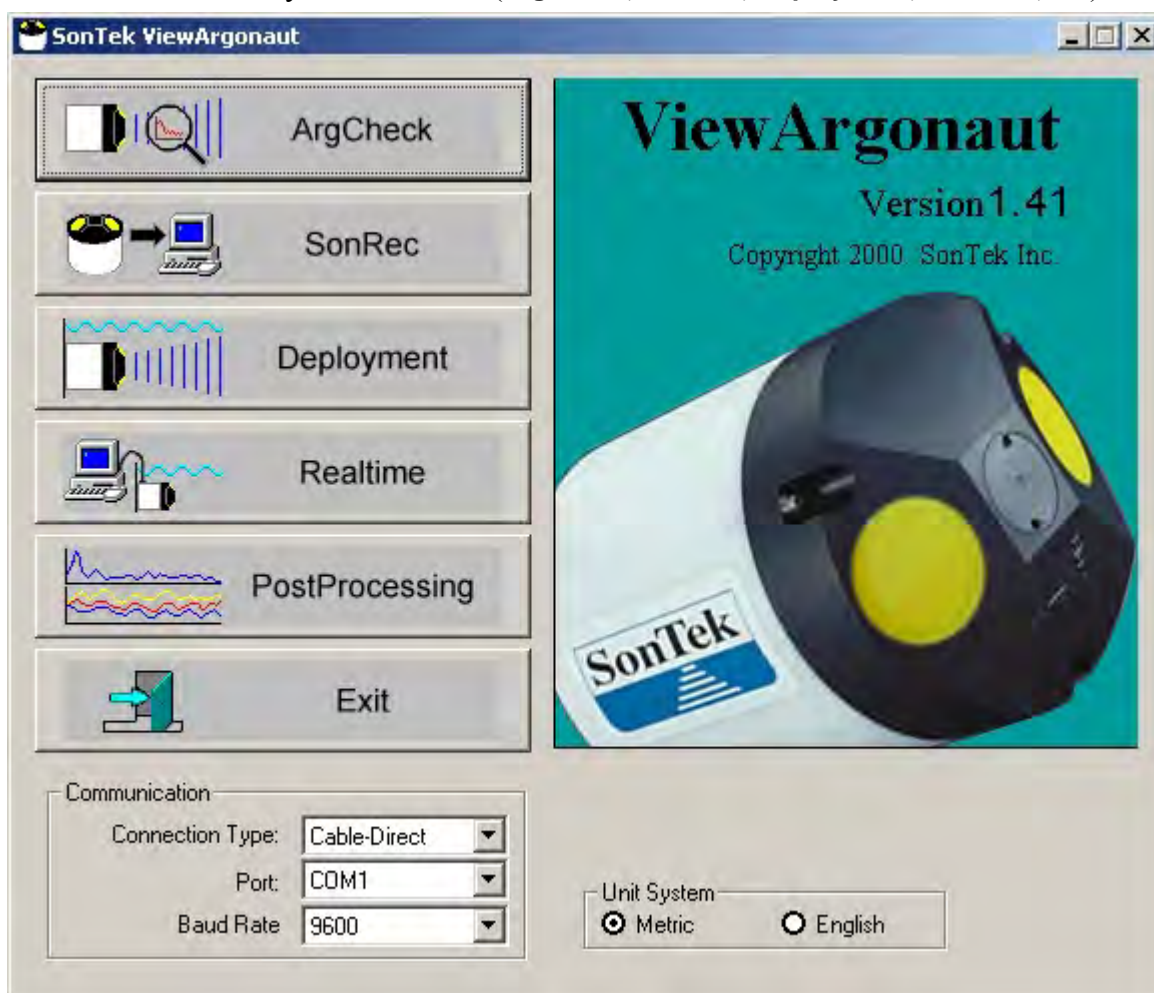 SonTek ViewArgonaut
ArgCheck
SonRec
Deployment
Realtime
PostProcessing
Exit
ViewArgonaut
Version 1.41
Copyright 2000 SonTek Inc.
SonTek
Communication
Connection Type: Cable-Direct
Port: COM1
Baud Rate 9600
Unit System
Metric English